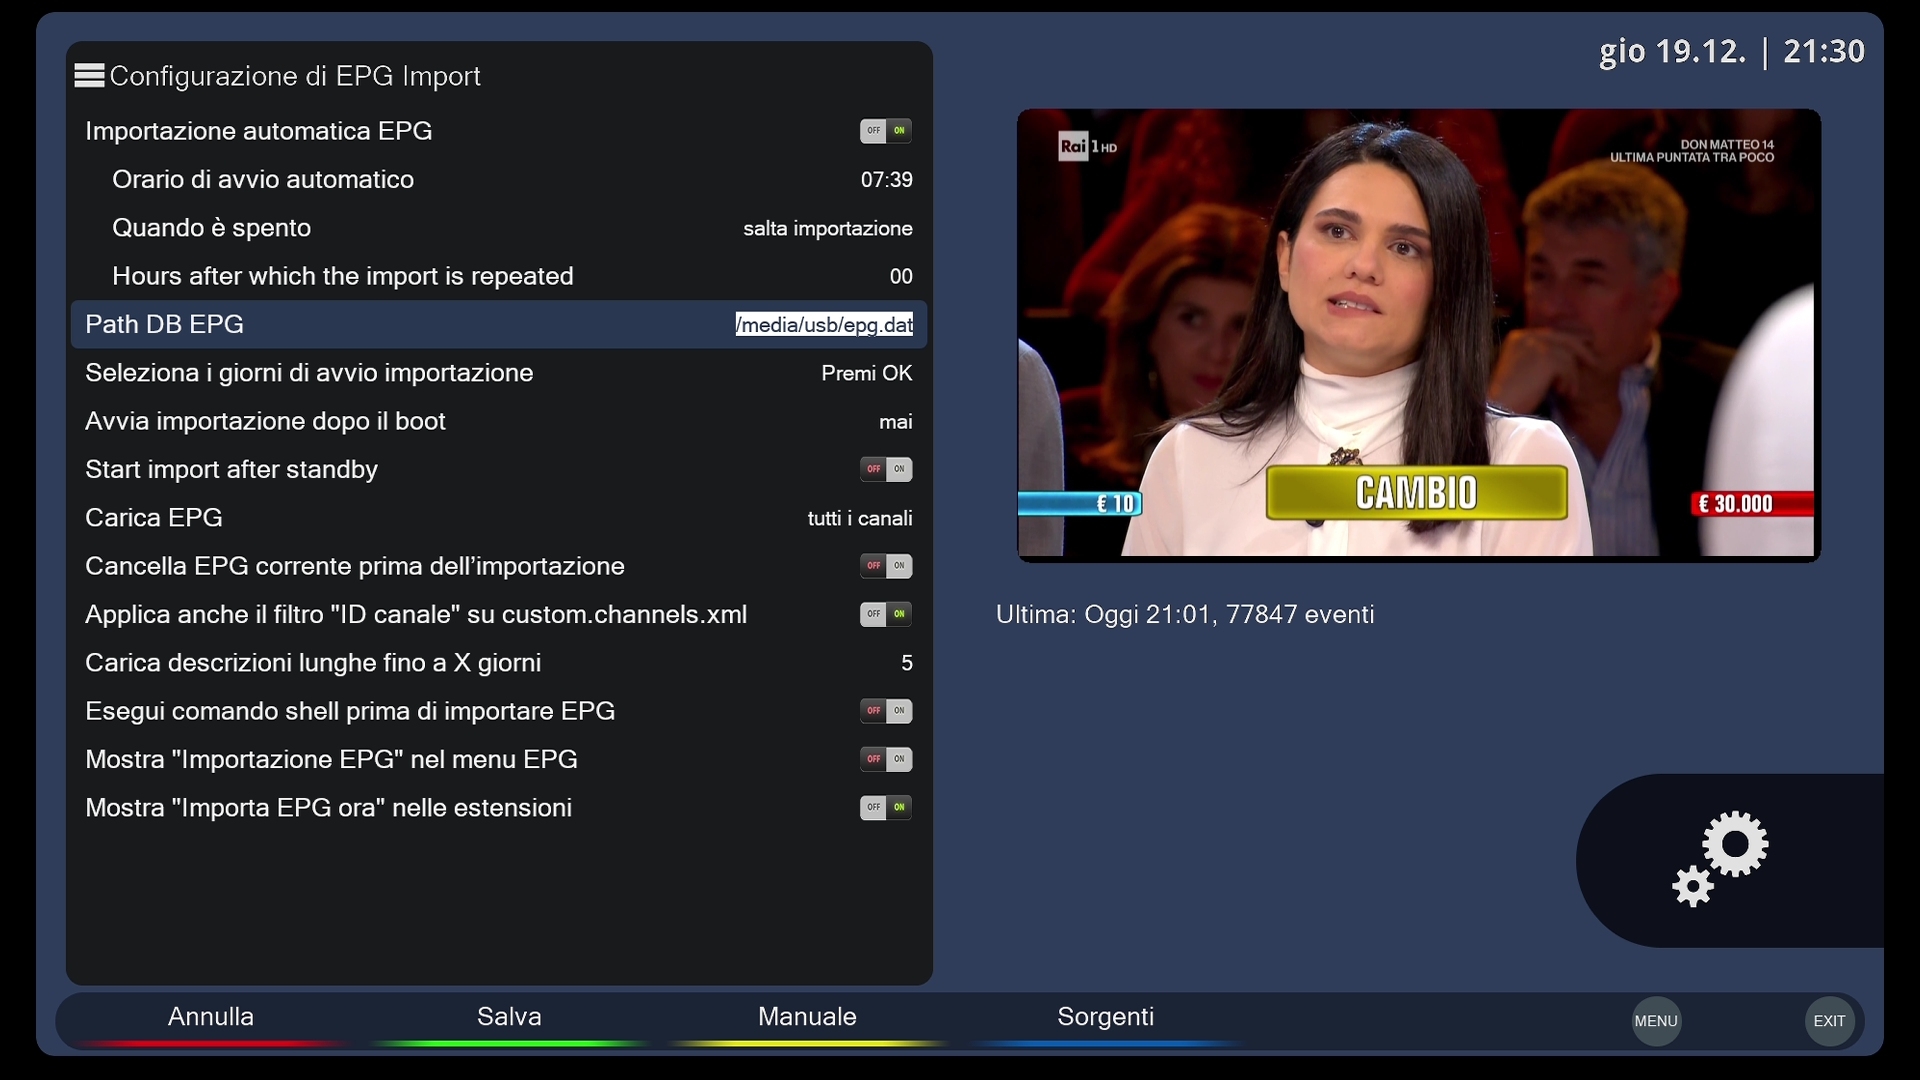 gio 19.12. | 21:30
Configurazione di EPG Import
Importazione automatica EPG OFF ON
Orario di avvio automatico 07:39
Quando è spento salta importazione
Hours after which the import is repeated 00
Path DB EPG /media/usb/epg.dat
Seleziona i giorni di avvio importazione Premi OK
Avvia importazione dopo il boot mai
Start import after standby OFF ON
Carica EPG tutti i canali
Cancella EPG corrente prima dell’importazione OFF ON
Applica anche il filtro "ID canale" su custom.channels.xml OFF ON
Carica descrizioni lunghe fino a X giorni 5
Esegui comando shell prima di importare EPG OFF ON
Mostra "Importazione EPG" nel menu EPG OFF ON
Mostra "Importa EPG ora" nelle estensioni OFF ON
Rai 1 HD
DON MATTEO 14
ULTIMA PUNTATA TRA POCO
€ 10
CAMBIO
€ 30.000
Ultima: Oggi 21:01, 77847 eventi
Annulla Salva Manuale Sorgenti MENU EXIT